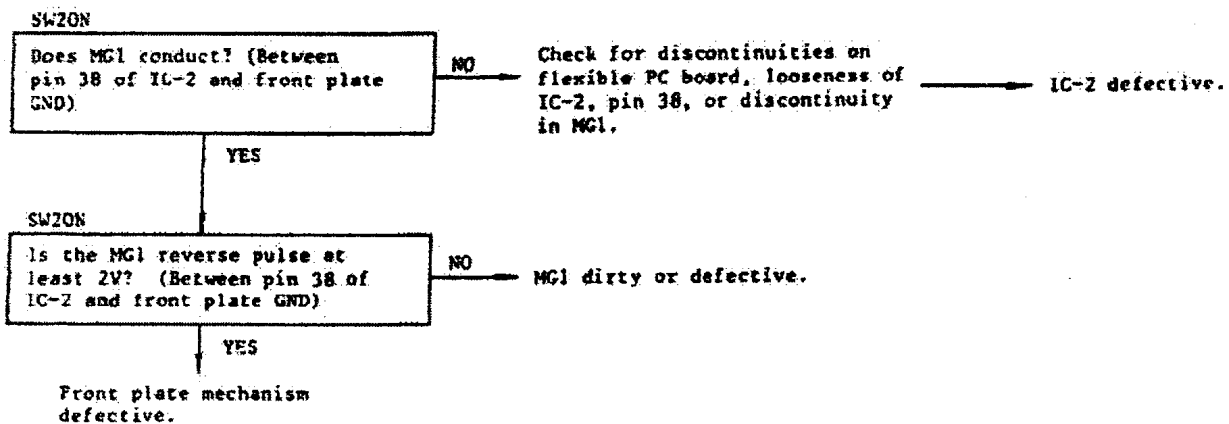 SW2ON
Does MG1 conduct? (Between
pin 38 of IC-2 and front plate
GND)
NO
Check for discontinuities on
flexible PC board, looseness of
IC-2, pin 38, or discontinuity
in MG1.
IC-2 defective.
YES
SW2ON
Is the MG1 reverse pulse at
least 2V? (Between pin 38 of
IC-2 and front plate GND)
NO
MG1 dirty or defective.
YES
Front plate mechanism
defective.